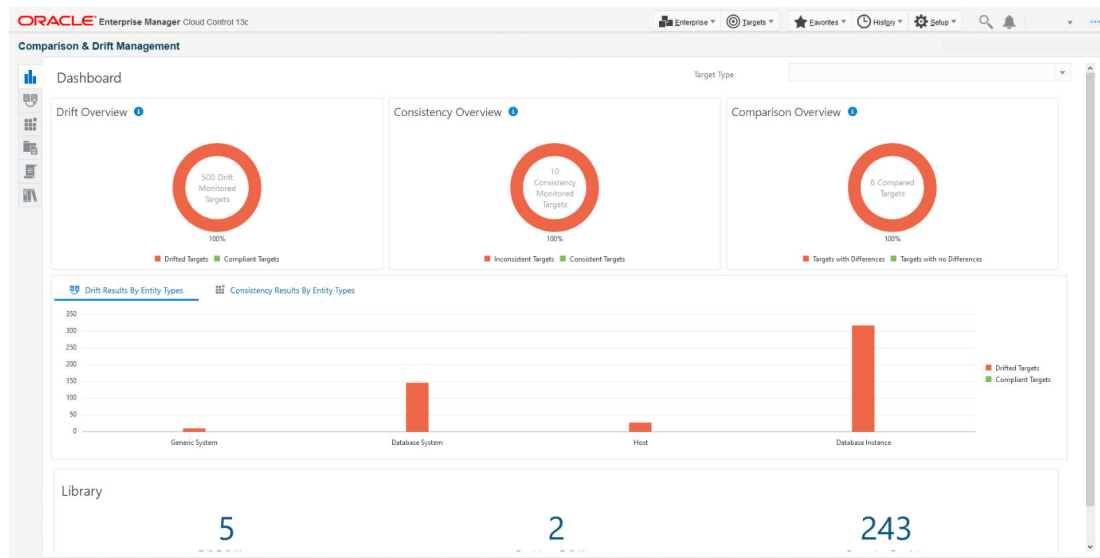 ORACLE Enterprise Manager Cloud Control 13c
Enterprise Targets Favorites History Setup
Comparison & Drift Management
Dashboard
Target Type
Drift Overview
500 Drift
Monitored
Targets
100%
Drifted Targets Compliant Targets
Consistency Overview
10
Consistency
Monitored
Targets
100%
Inconsistent Targets Consistent Targets
Comparison Overview
6 Compared
Targets
100%
Targets with Differences Targets with no Differences
Drift Results By Entity Types Consistency Results By Entity Types
350
300
250
200
150
100
50
0
Generic System Database System Host Database Instance
Drifted Targets
Compliant Targets
Library
5 2 243